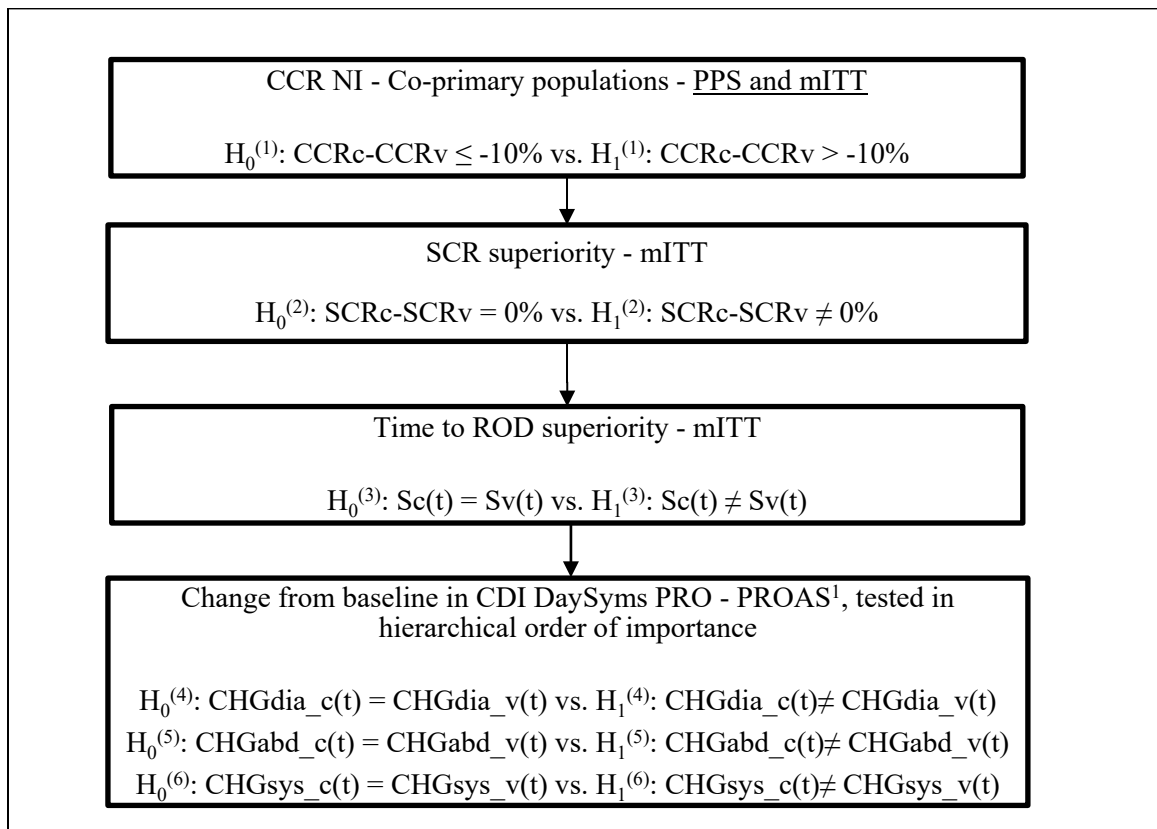 CCR NI - Co-primary populations - PPS and mITT
H₀⁽¹⁾: CCRc-CCRv ≤ -10% vs. H₁⁽¹⁾: CCRc-CCRv > -10%
SCR superiority - mITT
H₀⁽²⁾: SCRc-SCRv = 0% vs. H₁⁽²⁾: SCRc-SCRv ≠ 0%
Time to ROD superiority - mITT
H₀⁽³⁾: Sc(t) = Sv(t) vs. H₁⁽³⁾: Sc(t) ≠ Sv(t)
Change from baseline in CDI DaySyms PRO - PROAS¹, tested in
hierarchical order of importance
H₀⁽⁴⁾: CHGdia_c(t) = CHGdia_v(t) vs. H₁⁽⁴⁾: CHGdia_c(t)≠ CHGdia_v(t)
H₀⁽⁵⁾: CHGabd_c(t) = CHGabd_v(t) vs. H₁⁽⁵⁾: CHGabd_c(t)≠ CHGabd_v(t)
H₀⁽⁶⁾: CHGsys_c(t) = CHGsys_v(t) vs. H₁⁽⁶⁾: CHGsys_c(t)≠ CHGsys_v(t)